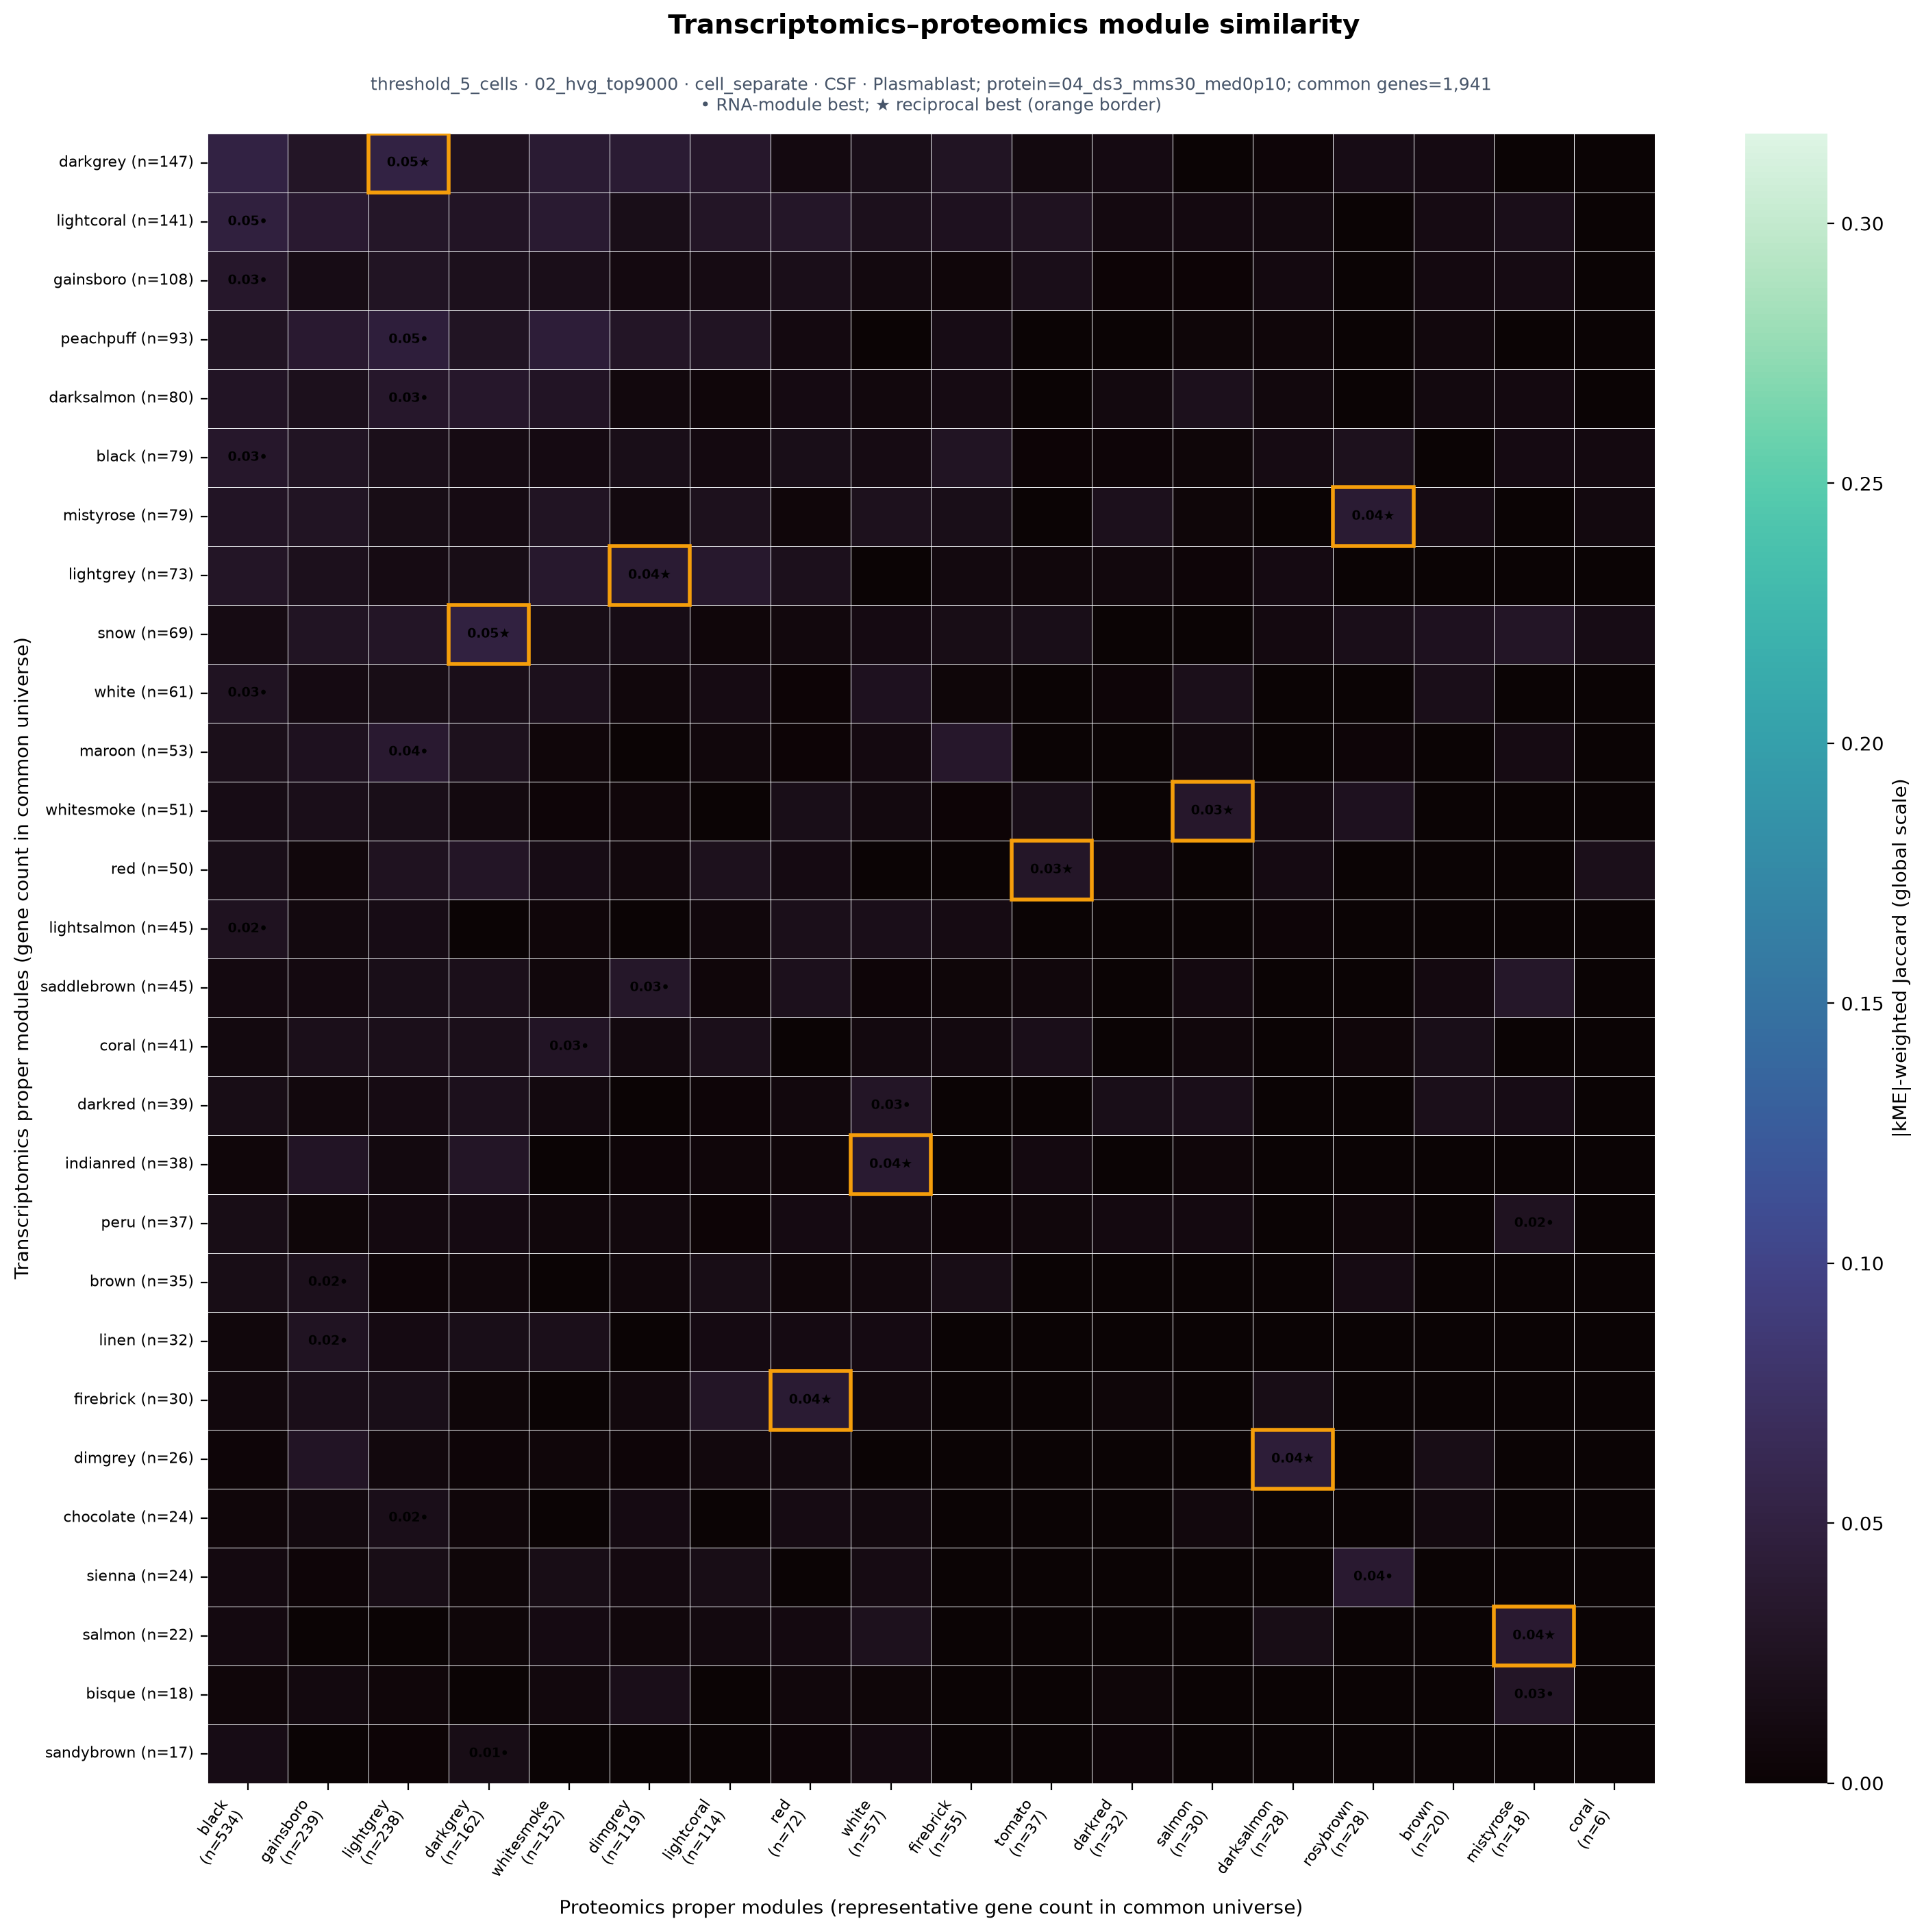 Transcriptomics–proteomics module similarity
threshold_5_cells · 02_hvg_top9000 · cell_separate · CSF · Plasmablast; protein=04_ds3_mms30_med0p10; common genes=1,941
• RNA-module best; ★ reciprocal best (orange border)
Transcriptomics proper modules (gene count in common universe)
darkgrey (n=147)
0.05★
lightcoral (n=141)
0.05•
gainsboro (n=108)
0.03•
peachpuff (n=93)
0.05•
darksalmon (n=80)
0.03•
black (n=79)
0.03•
mistyrose (n=79)
0.04★
lightgrey (n=73)
0.04★
snow (n=69)
0.05★
white (n=61)
0.03•
maroon (n=53)
0.04•
whitesmoke (n=51)
0.03★
red (n=50)
0.03★
lightsalmon (n=45)
0.02•
saddlebrown (n=45)
0.03•
coral (n=41)
0.03•
darkred (n=39)
0.03•
indianred (n=38)
0.04★
peru (n=37)
0.02•
brown (n=35)
0.02•
linen (n=32)
0.02•
firebrick (n=30)
0.04★
dimgrey (n=26)
0.04★
chocolate (n=24)
0.02•
sienna (n=24)
0.04•
salmon (n=22)
0.04★
bisque (n=18)
0.03•
sandybrown (n=17)
0.01•
black
(n=534)
gainsboro
(n=239)
lightgrey
(n=238)
darkgrey
(n=162)
whitesmoke
(n=152)
dimgrey
(n=119)
lightcoral
(n=114)
red
(n=72)
white
(n=57)
firebrick
(n=55)
tomato
(n=37)
darkred
(n=32)
salmon
(n=30)
darksalmon
(n=28)
rosybrown
(n=28)
brown
(n=20)
mistyrose
(n=18)
coral
(n=6)
Proteomics proper modules (representative gene count in common universe)
0.30
0.25
0.20
0.15
0.10
0.05
0.00
|kME|-weighted Jaccard (global scale)